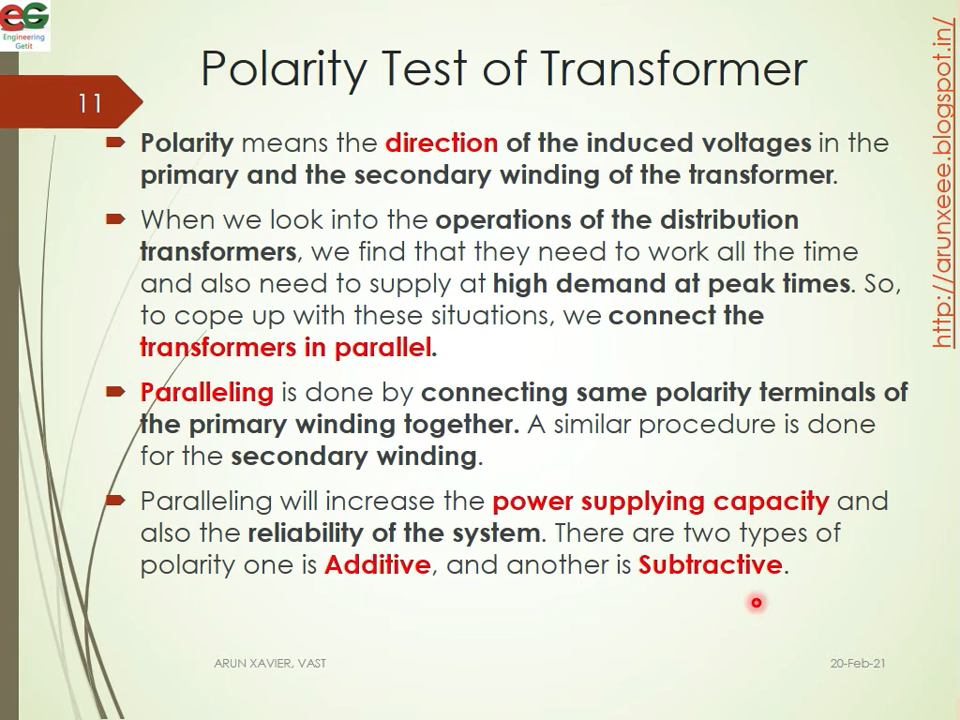 EG
Engineering
Getit
Polarity Test of Transformer
11
http://arunxeee.blogspot.in/
Polarity means the direction of the induced voltages in the
primary and the secondary winding of the transformer.
When we look into the operations of the distribution
transformers, we find that they need to work all the time
and also need to supply at high demand at peak times. So,
to cope up with these situations, we connect the
transformers in parallel.
Paralleling is done by connecting same polarity terminals of
the primary winding together. A similar procedure is done
for the secondary winding.
Paralleling will increase the power supplying capacity and
also the reliability of the system. There are two types of
polarity one is Additive, and another is Subtractive.
ARUN XAVIER, VAST
20-Feb-21